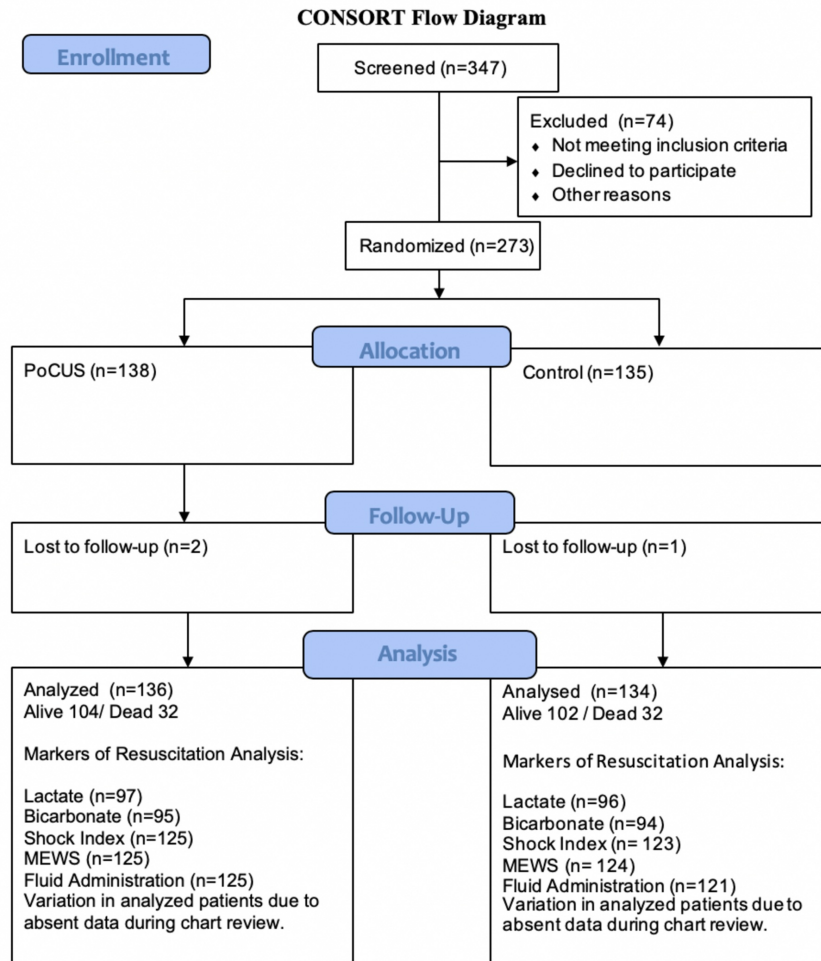 CONSORT Flow Diagram
Enrollment
Screened (n=347)
Excluded (n=74)
♦ Not meeting inclusion criteria
♦ Declined to participate
♦ Other reasons
Randomized (n=273)
Allocation
PoCUS (n=138)
Control (n=135)
Follow-Up
Lost to follow-up (n=2)
Lost to follow-up (n=1)
Analysis
Analyzed (n=136)
Alive 104/ Dead 32
Markers of Resuscitation Analysis:
Lactate (n=97)
Bicarbonate (n=95)
Shock Index (n=125)
MEWS (n=125)
Fluid Administration (n=125)
Variation in analyzed patients due to
absent data during chart review.
Analysed (n=134)
Alive 102 / Dead 32
Markers of Resuscitation Analysis:
Lactate (n=96)
Bicarbonate (n=94)
Shock Index (n= 123)
MEWS (n= 124)
Fluid Administration (n=121)
Variation in analyzed patients due to
absent data during chart review.